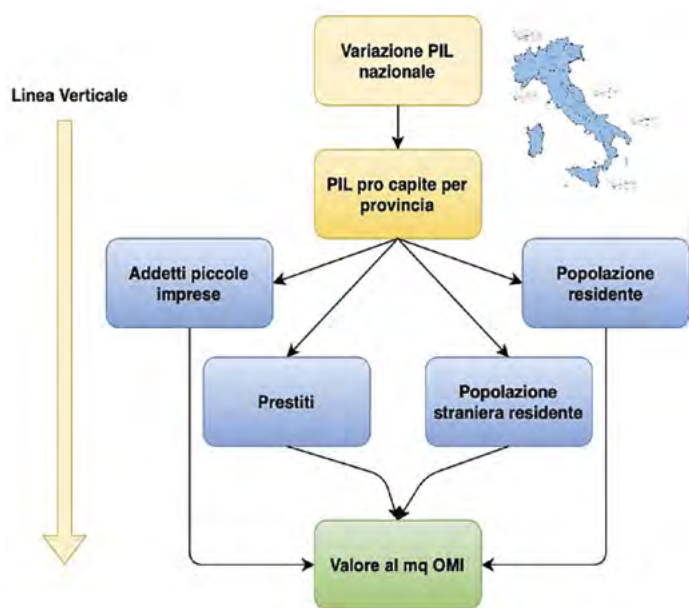 Variazione PIL
nazionale
Linea Verticale
PIL pro capite per
provincia
Addetti piccole
imprese
Popolazione
residente
Prestiti
Popolazione
straniera residente
Valore al mq OMI